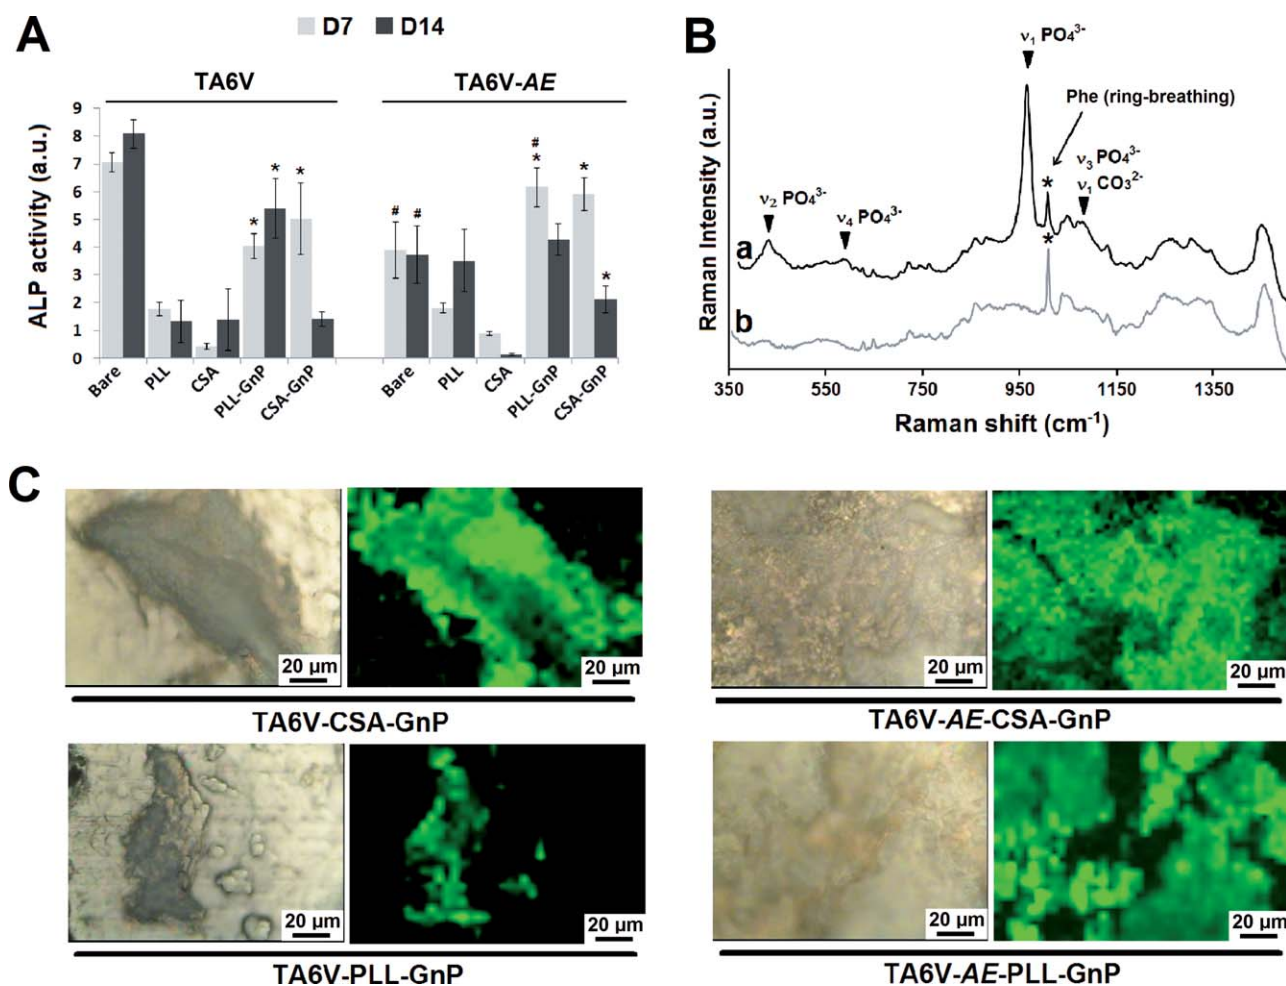 A
D7 D14
TA6V TA6V-AE
ALP activity (a.u.)
9
8
7
6
5
4
3
2
1
0
# # # * * * * * *
Bare PLL CSA PLL-GnP CSA-GnP Bare PLL CSA PLL-GnP CSA-GnP
B
ν1 PO43-
Phe (ring-breathing)
ν3 PO43-
ν1 CO32-
ν2 PO43-
ν4 PO43-
*
*
a
b
Raman Intensity (a.u.)
350 550 750 950 1150 1350
Raman shift (cm-1)
C
20 µm 20 µm 20 µm 20 µm
TA6V-CSA-GnP TA6V-AE-CSA-GnP
20 µm 20 µm 20 µm 20 µm
TA6V-PLL-GnP TA6V-AE-PLL-GnP